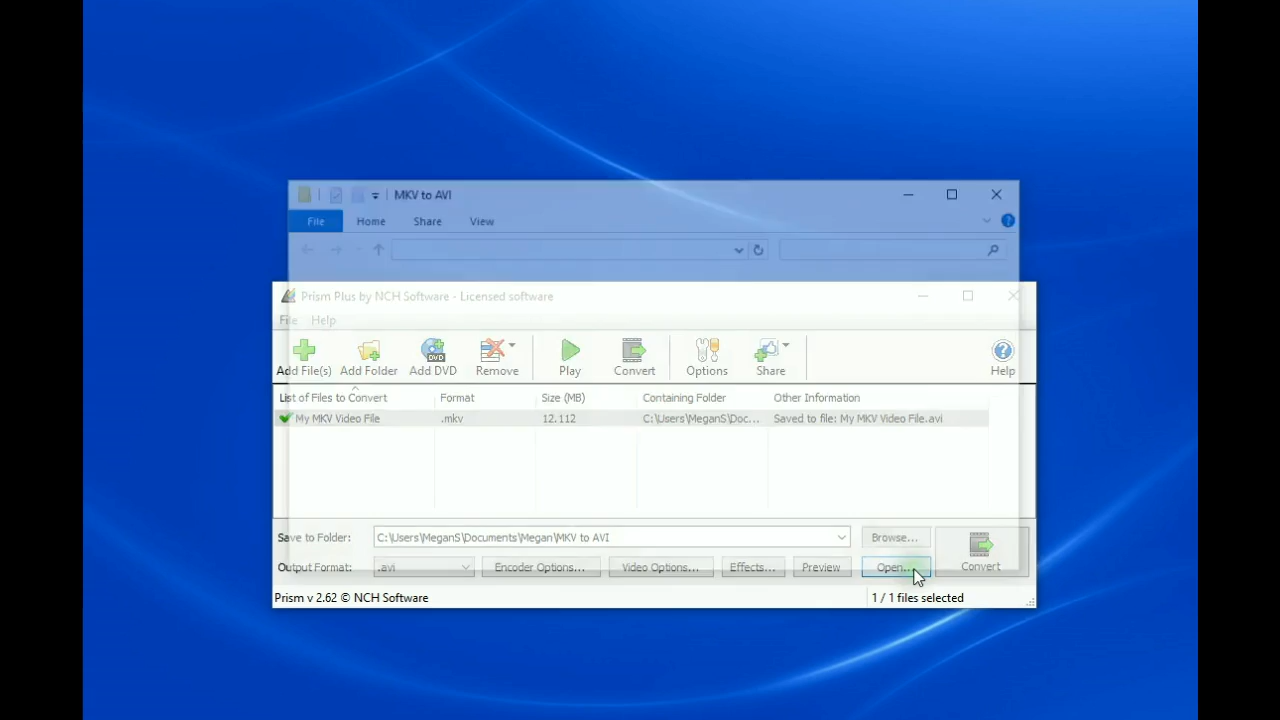 MKV to AVI
File Home Share View
Prism Plus by NCH Software - Licensed software
File Help
DVD
Add File(s) Add Folder Add DVD Remove Play Convert Options Share Help
List of Files to Convert Format Size (MB) Containing Folder Other Information
My MKV Video File .mkv 12.112 C:\Users\MeganS\Doc... Saved to file: My MKV Video File.avi
Save to Folder: C:\Users\MeganS\Documents\Megan\MKV to AVI Browse...
Output Format: .avi Encoder Options... Video Options... Effects... Preview Open... Convert
Prism v 2.62 © NCH Software 1 / 1 files selected